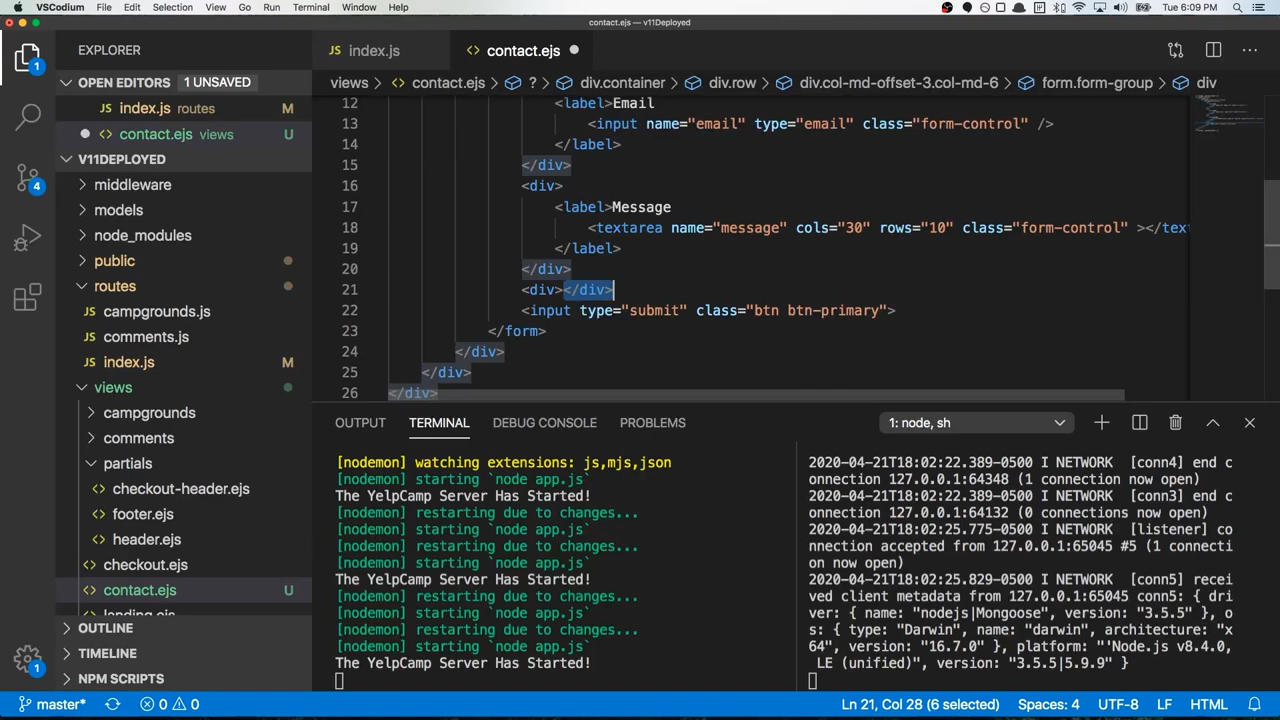 VSCodium File Edit Selection View Go Run Terminal Window Help Tue 6:09 PM
contact.ejs — v11Deployed
EXPLORER
JS index.js
<> contact.ejs
OPEN EDITORS 1 UNSAVED
views > <> contact.ejs > ? > div.container > div.row > div.col-md-offset-3.col-md-6 > form.form-group > div
JS index.js routes M
<> contact.ejs views U
V11DEPLOYED
middleware
models
node_modules
public
routes
JS campgrounds.js
JS comments.js
JS index.js M
views
campgrounds
comments
partials
<> checkout-header.ejs
<> footer.ejs
<> header.ejs
<> checkout.ejs
<> contact.ejs U
<> landing.ejs
OUTLINE
TIMELINE
NPM SCRIPTS
1
4
1
12 <label>Email
13 <input name="email" type="email" class="form-control" />
14 </label>
15 </div>
16 <div>
17 <label>Message
18 <textarea name="message" cols="30" rows="10" class="form-control" ></text
19 </label>
20 </div>
21 <div></div>
22 <input type="submit" class="btn btn-primary">
23 </form>
24 </div>
25 </div>
26 </div>
OUTPUT TERMINAL DEBUG CONSOLE PROBLEMS 1: node, sh
[nodemon] watching extensions: js,mjs,json
[nodemon] starting `node app.js`
The YelpCamp Server Has Started!
[nodemon] restarting due to changes...
[nodemon] starting `node app.js`
[nodemon] restarting due to changes...
[nodemon] starting `node app.js`
The YelpCamp Server Has Started!
[nodemon] restarting due to changes...
[nodemon] starting `node app.js`
[nodemon] restarting due to changes...
[nodemon] starting `node app.js`
The YelpCamp Server Has Started!
2020-04-21T18:02:22.389-0500 I NETWORK [conn4] end c
onnection 127.0.0.1:64348 (1 connection now open)
2020-04-21T18:02:22.389-0500 I NETWORK [conn3] end c
onnection 127.0.0.1:64132 (0 connections now open)
2020-04-21T18:02:25.775-0500 I NETWORK [listener] co
nnection accepted from 127.0.0.1:65045 #5 (1 connecti
on now open)
2020-04-21T18:02:25.829-0500 I NETWORK [conn5] recei
ved client metadata from 127.0.0.1:65045 conn5: { dri
ver: { name: "nodejs|Mongoose", version: "3.5.5" }, o
s: { type: "Darwin", name: "darwin", architecture: "x
64", version: "16.7.0" }, platform: "'Node.js v8.4.0,
LE (unified)", version: "3.5.5|5.9.9" }
master* 0 0 Ln 21, Col 28 (6 selected) Spaces: 4 UTF-8 LF HTML